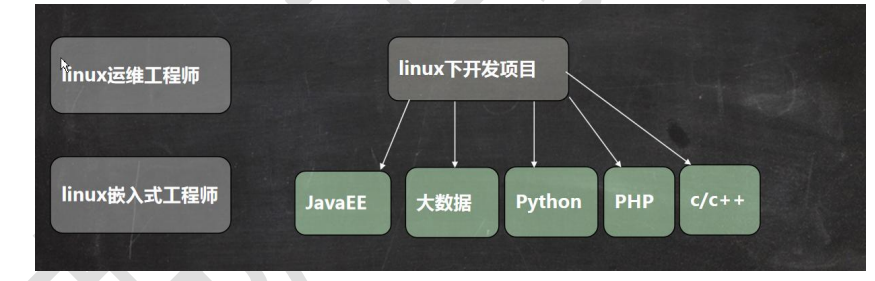 linux运维工程师
linux下开发项目
linux嵌入式工程师
JavaEE
大数据
Python
PHP
c/c++